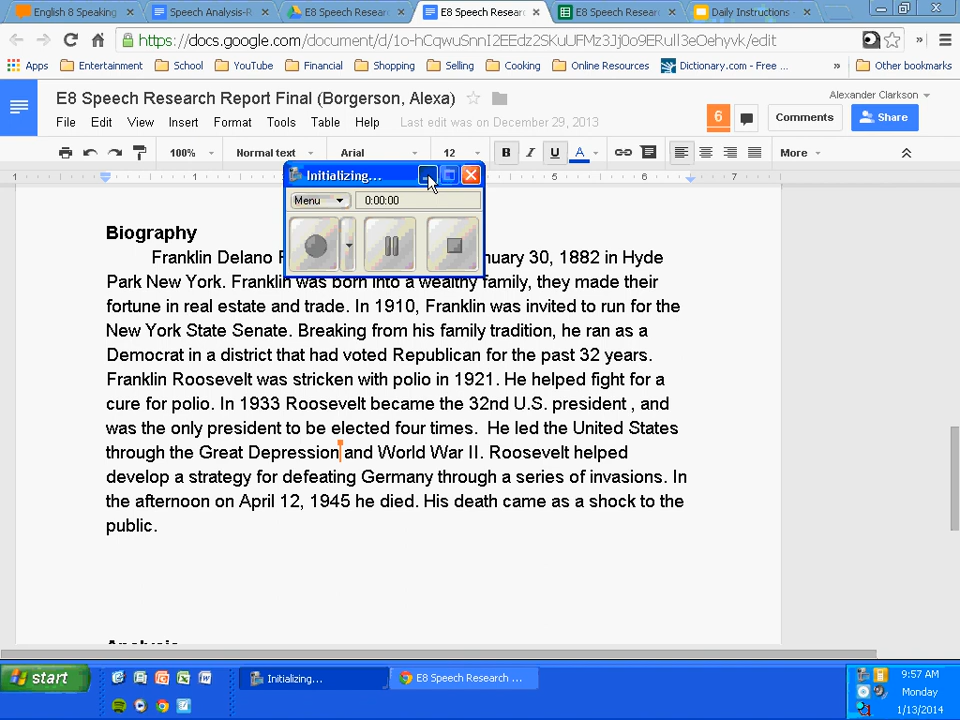 English 8 Speaking
Speech Analysis-R
E8 Speech Resear
E8 Speech Resear
E8 Speech Resear
Daily Instructions -
https://docs.google.com/document/d/1o-hCqwuSnnI2EEdz2SKuUFMz3Jj0o9ERull3eOehyvk/edit
Apps Entertainment School YouTube Financial Shopping Selling Cooking Online Resources Dictionary.com - Free ... » Other bookmarks
E8 Speech Research Report Final (Borgerson, Alexa)
Alexander Clarkson
File Edit View Insert Format Tools Table Help Last edit was on December 29, 2013
6 Comments Share
100% Normal text Arial 12 B I U A More
1 1 5 6 7
Initializing...
Menu 0:00:00
Biography
Franklin Delano nuary 30, 1882 in Hyde
Park New York. Franklin was born into a wealthy family, they made their
fortune in real estate and trade. In 1910, Franklin was invited to run for the
New York State Senate. Breaking from his family tradition, he ran as a
Democrat in a district that had voted Republican for the past 32 years.
Franklin Roosevelt was stricken with polio in 1921. He helped fight for a
cure for polio. In 1933 Roosevelt became the 32nd U.S. president , and
was the only president to be elected four times.  He led the United States
through the Great Depression and World War II. Roosevelt helped
develop a strategy for defeating Germany through a series of invasions. In
the afternoon on April 12, 1945 he died. His death came as a shock to the
public.
Analysis
start
Initializing...
E8 Speech Research ...
9:57 AM
Monday
1/13/2014